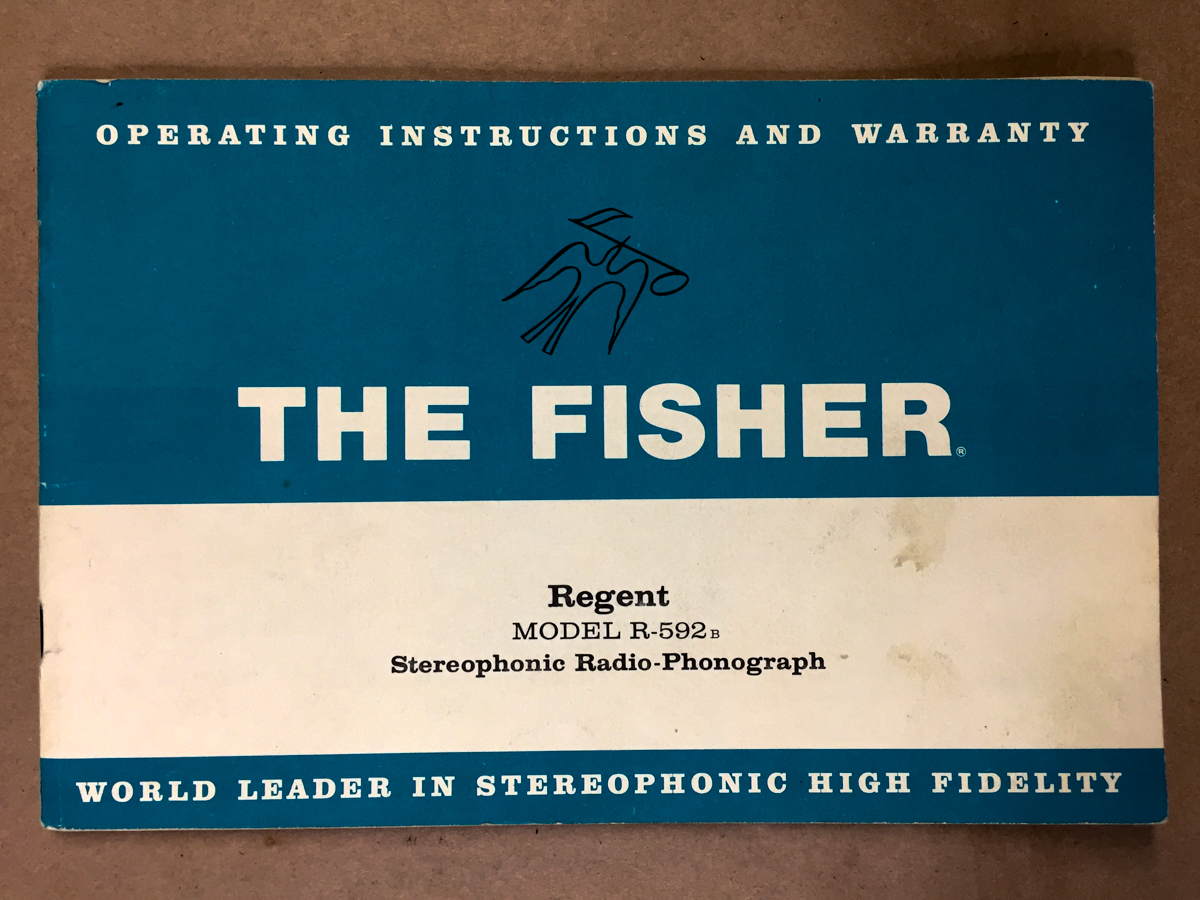 OPERATING INSTRUCTIONS AND WARRANTY
THE FISHER®
Regent
MODEL R-592B
Stereophonic Radio-Phonograph
WORLD LEADER IN STEREOPHONIC HIGH FIDELITY